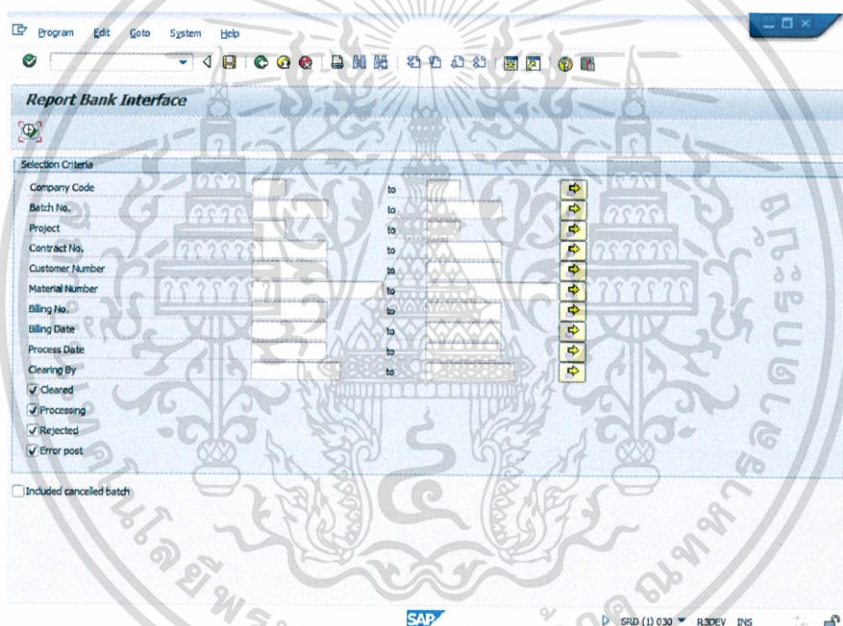 Program Edit Goto System Help
Report Bank Interface
Selection Criteria
Company Code to
Batch No. to
Project to
Contract No. to
Customer Number to
Material Number to
Billing No. to
Billing Date to
Process Date to
Clearing By to
Cleared
Processing
Rejected
Error post
Included cancelled batch
SAP
SRD (1) 030 R3DEV INS